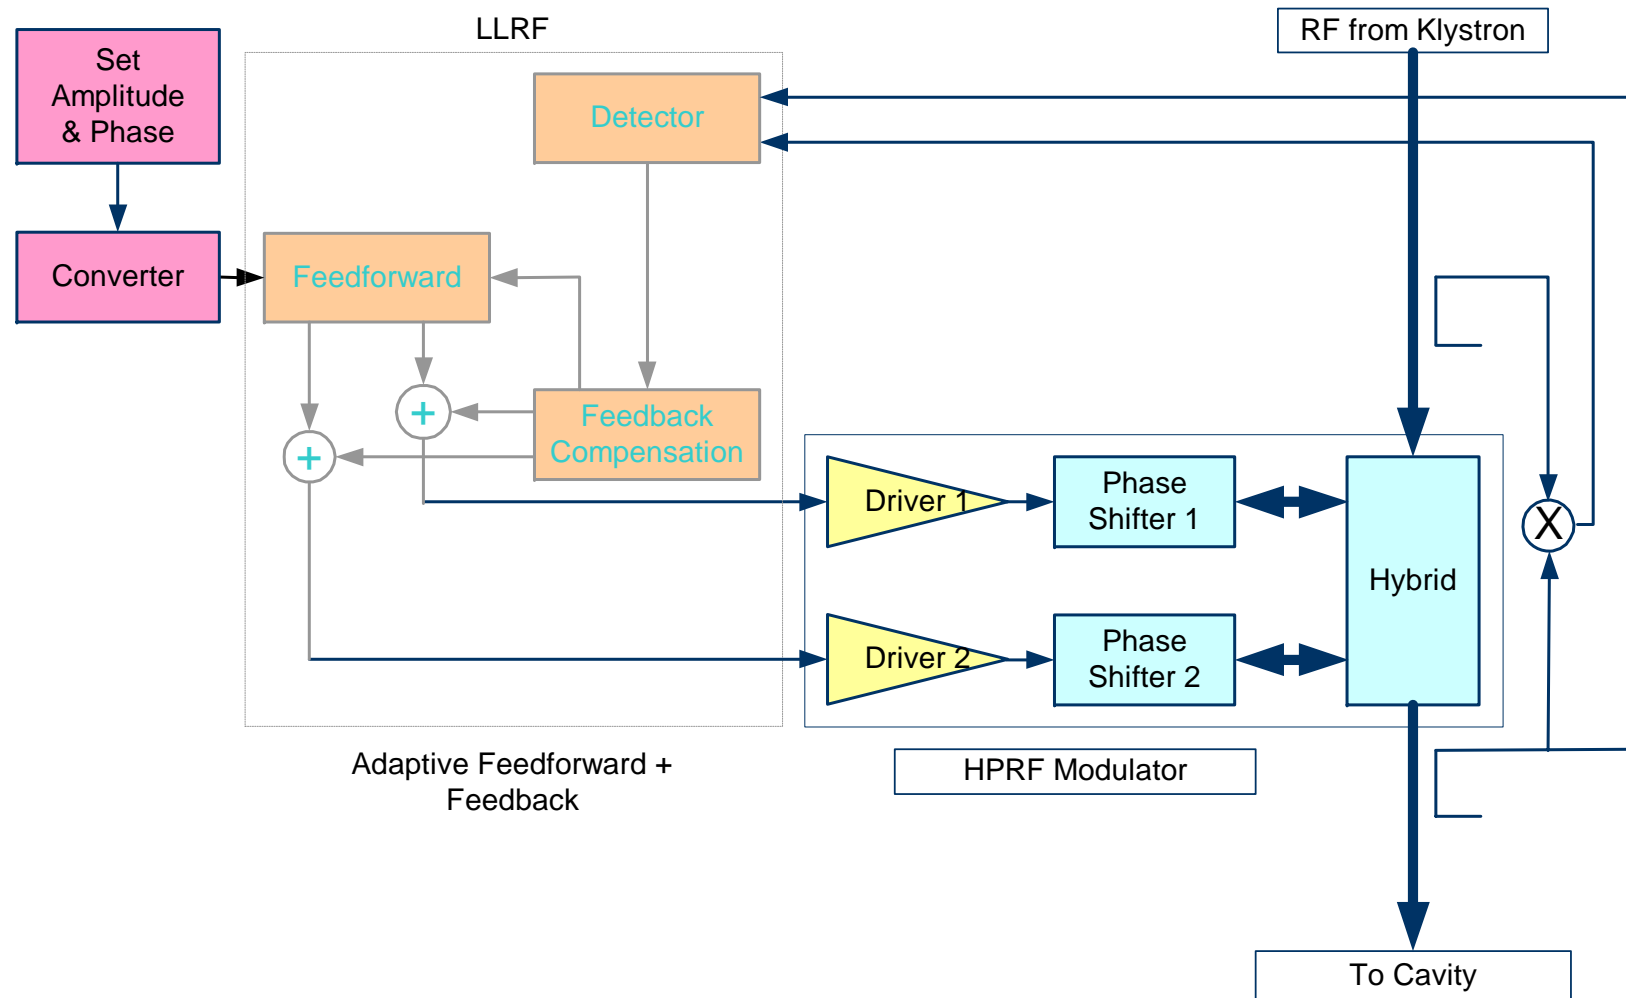 LLRF
RF from Klystron
Set
Amplitude
& Phase
Detector
Converter
Feedforward
+
+
Feedback
Compensation
Driver 1
Phase
Shifter 1
X
Hybrid
Driver 2
Phase
Shifter 2
Adaptive Feedforward +
Feedback
HPRF Modulator
To Cavity